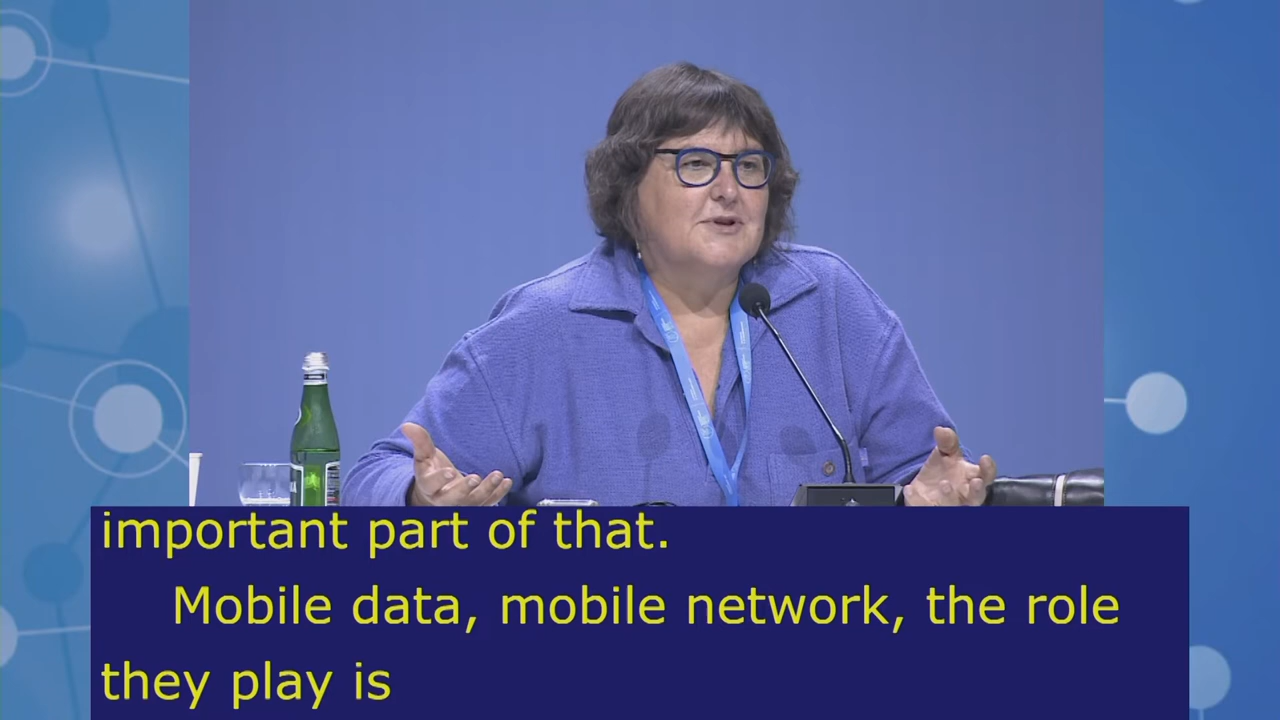 important part of that.
Mobile data, mobile network, the role
they play is